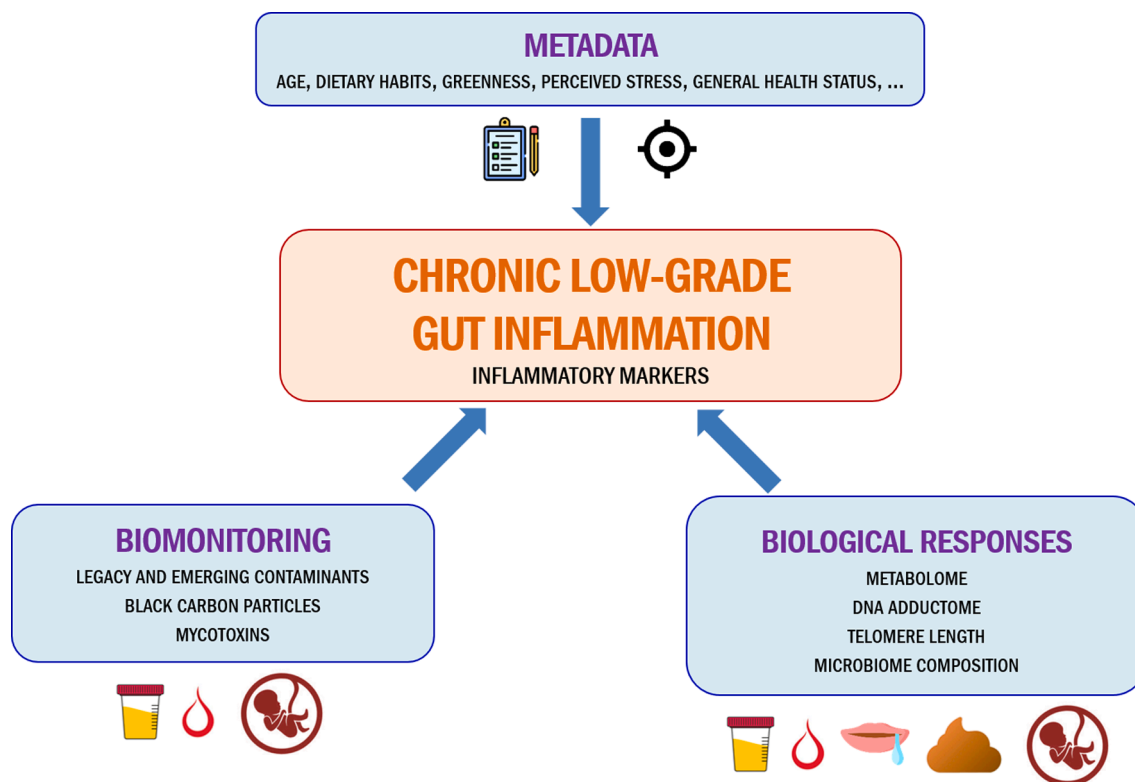 METADATA
AGE, DIETARY HABITS, GREENNESS, PERCEIVED STRESS, GENERAL HEALTH STATUS, ...
CHRONIC LOW-GRADE
GUT INFLAMMATION
INFLAMMATORY MARKERS
BIOMONITORING
LEGACY AND EMERGING CONTAMINANTS
BLACK CARBON PARTICLES
MYCOTOXINS
BIOLOGICAL RESPONSES
METABOLOME
DNA ADDUCTOME
TELOMERE LENGTH
MICROBIOME COMPOSITION